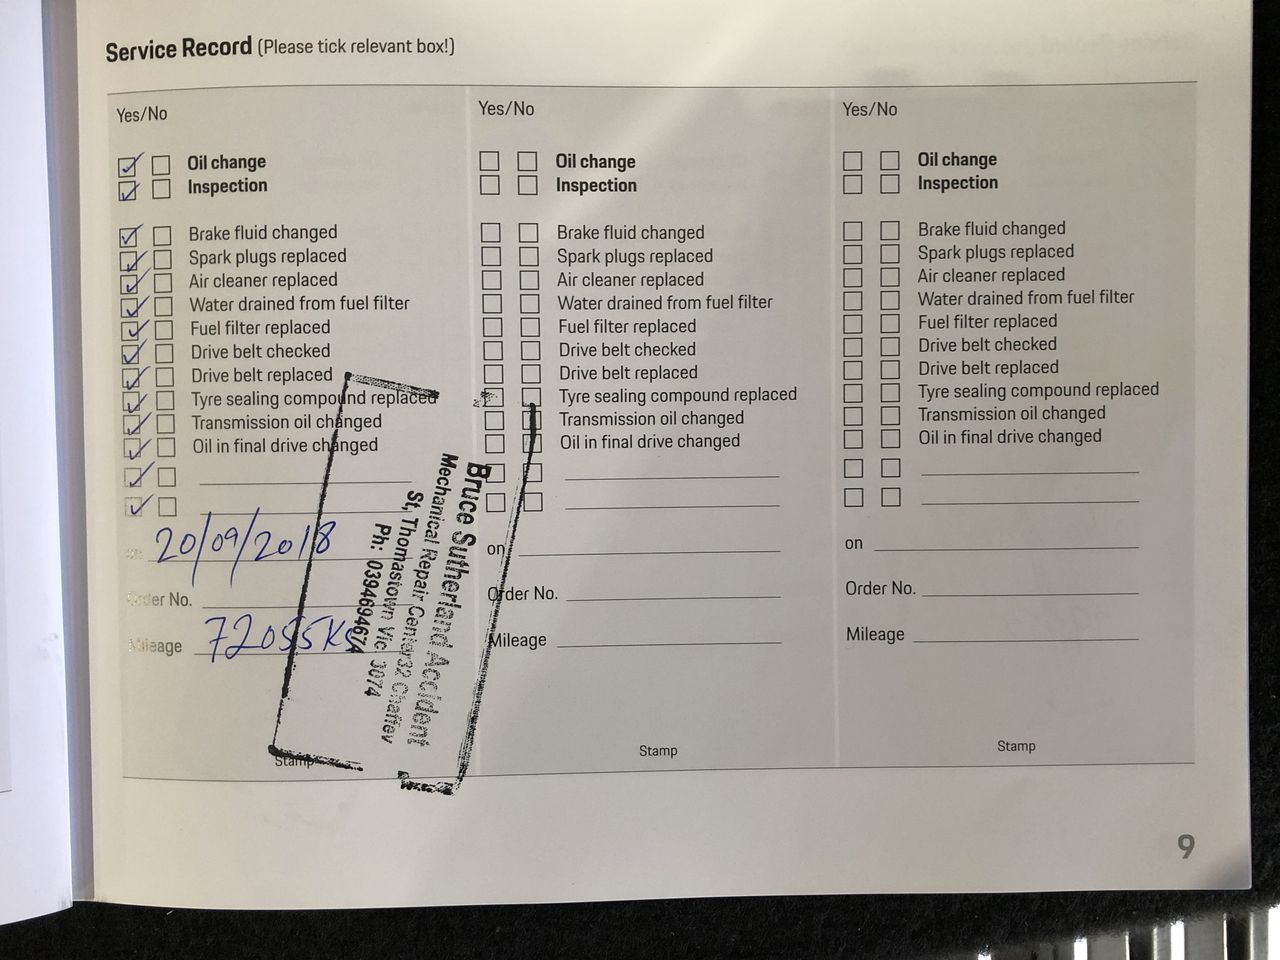 Service Record (Please tick relevant box!)
Yes/No
Oil change
Inspection
Brake fluid changed
Spark plugs replaced
Air cleaner replaced
Water drained from fuel filter
Fuel filter replaced
Drive belt checked
Drive belt replaced
Tyre sealing compound replaced
Transmission oil changed
Oil in final drive changed
on 20/09/2018
Order No.
Mileage 72055Ks
Stamp
Bruce Sutherland Accident
Mechanical Repair Center32 Chaffey
St, Thomastown Vic 3074
Ph: 0394694674
Yes/No
Oil change
Inspection
Brake fluid changed
Spark plugs replaced
Air cleaner replaced
Water drained from fuel filter
Fuel filter replaced
Drive belt checked
Drive belt replaced
Tyre sealing compound replaced
Transmission oil changed
Oil in final drive changed
on
Order No.
Mileage
Stamp
Yes/No
Oil change
Inspection
Brake fluid changed
Spark plugs replaced
Air cleaner replaced
Water drained from fuel filter
Fuel filter replaced
Drive belt checked
Drive belt replaced
Tyre sealing compound replaced
Transmission oil changed
Oil in final drive changed
on
Order No.
Mileage
Stamp
9